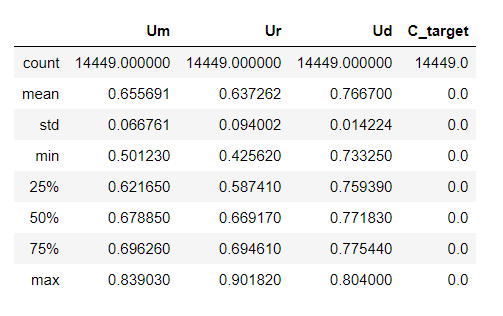 Um Ur Ud C_target
count 14449.000000 14449.000000 14449.000000 14449.0
mean 0.655691 0.637262 0.766700 0.0
std 0.066761 0.094002 0.014224 0.0
min 0.501230 0.425620 0.733250 0.0
25% 0.621650 0.587410 0.759390 0.0
50% 0.678850 0.669170 0.771830 0.0
75% 0.696260 0.694610 0.775440 0.0
max 0.839030 0.901820 0.804000 0.0